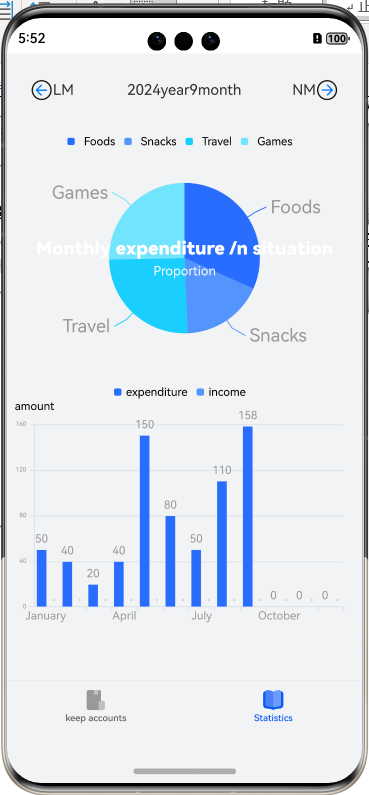 5:52
100
LM
2024year9month
NM
Foods Snacks Travel Games
Games
Foods
Monthly expenditure /n situation
Proportion
Travel
Snacks
expenditure income
amount
160
120
80
40
0
50 40 20 40 150 80 50 110 158 0 0 0
January April July October
keep accounts
Statistics